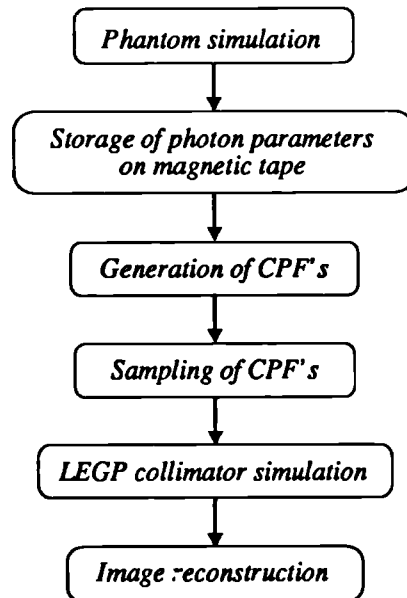 Phantom simulation
Storage of photon parameters
on magnetic tape
Generation of CPF's
Sampling of CPF's
LEGP collimator simulation
Image reconstruction